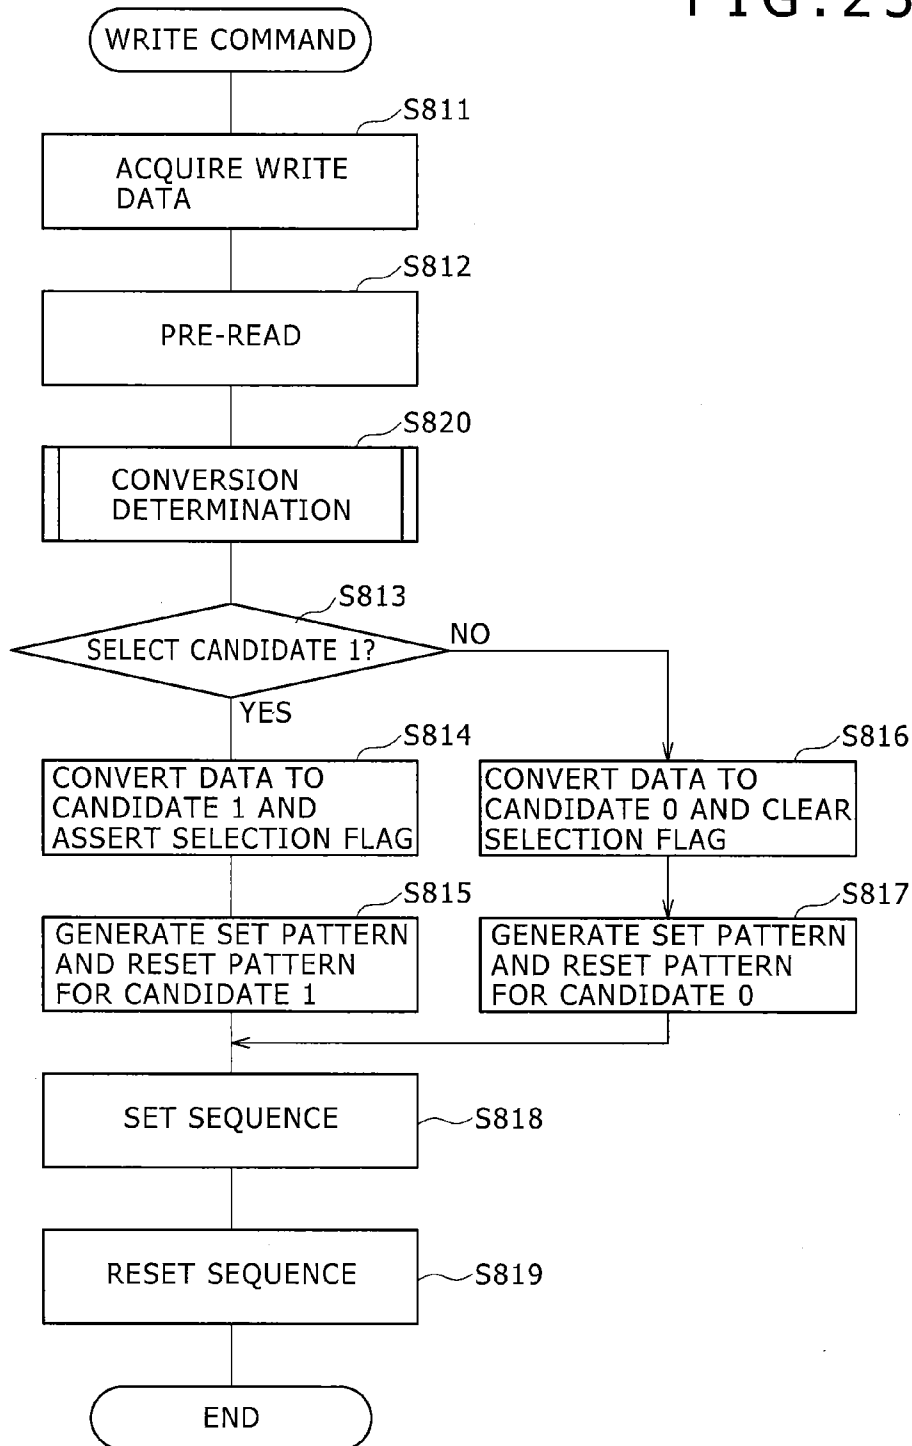 FIG.23
WRITE COMMAND
S811
ACQUIRE WRITE
DATA
S812
PRE-READ
S820
CONVERSION
DETERMINATION
S813
SELECT CANDIDATE 1?
NO
YES
S814
CONVERT DATA TO
CANDIDATE 1 AND
ASSERT SELECTION FLAG
S816
CONVERT DATA TO
CANDIDATE 0 AND CLEAR
SELECTION FLAG
S815
GENERATE SET PATTERN
AND RESET PATTERN
FOR CANDIDATE 1
S817
GENERATE SET PATTERN
AND RESET PATTERN
FOR CANDIDATE 0
SET SEQUENCE
S818
RESET SEQUENCE
S819
END